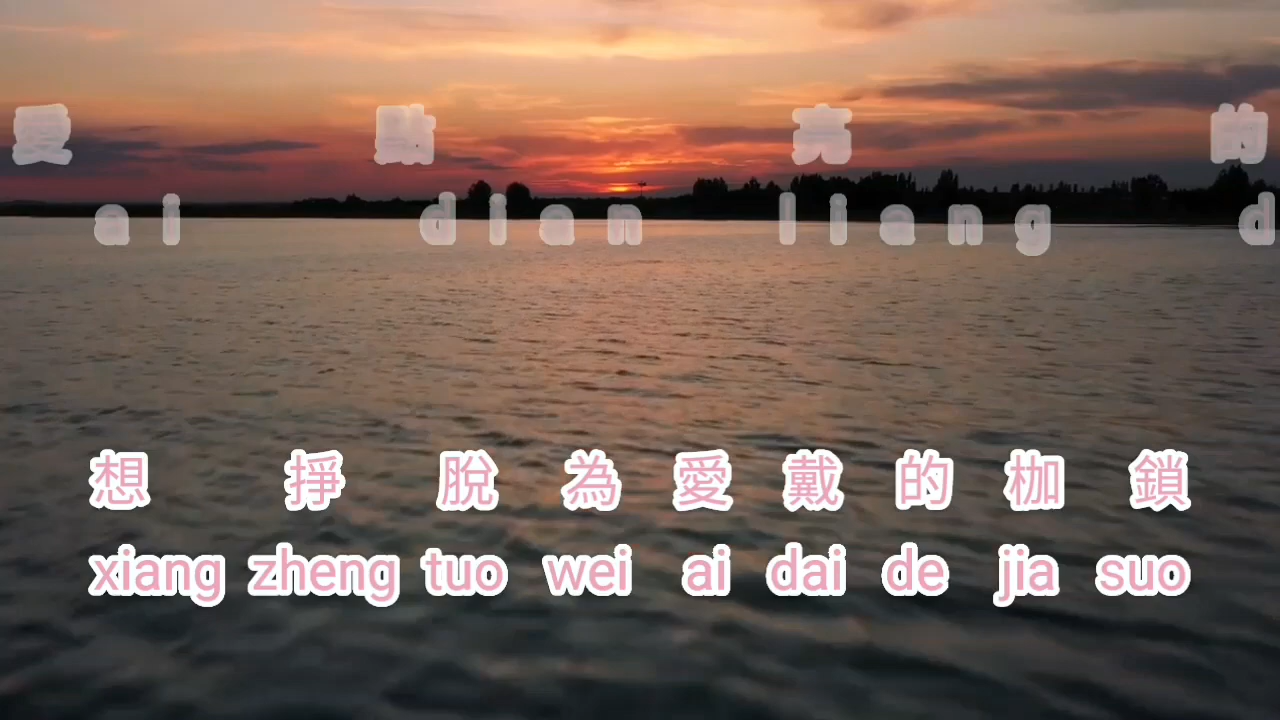 愛 點 亮 的
ai dian liang d
想 掙 脫 為 愛 戴 的 枷 鎖
xiang zheng tuo wei ai dai de jia suo